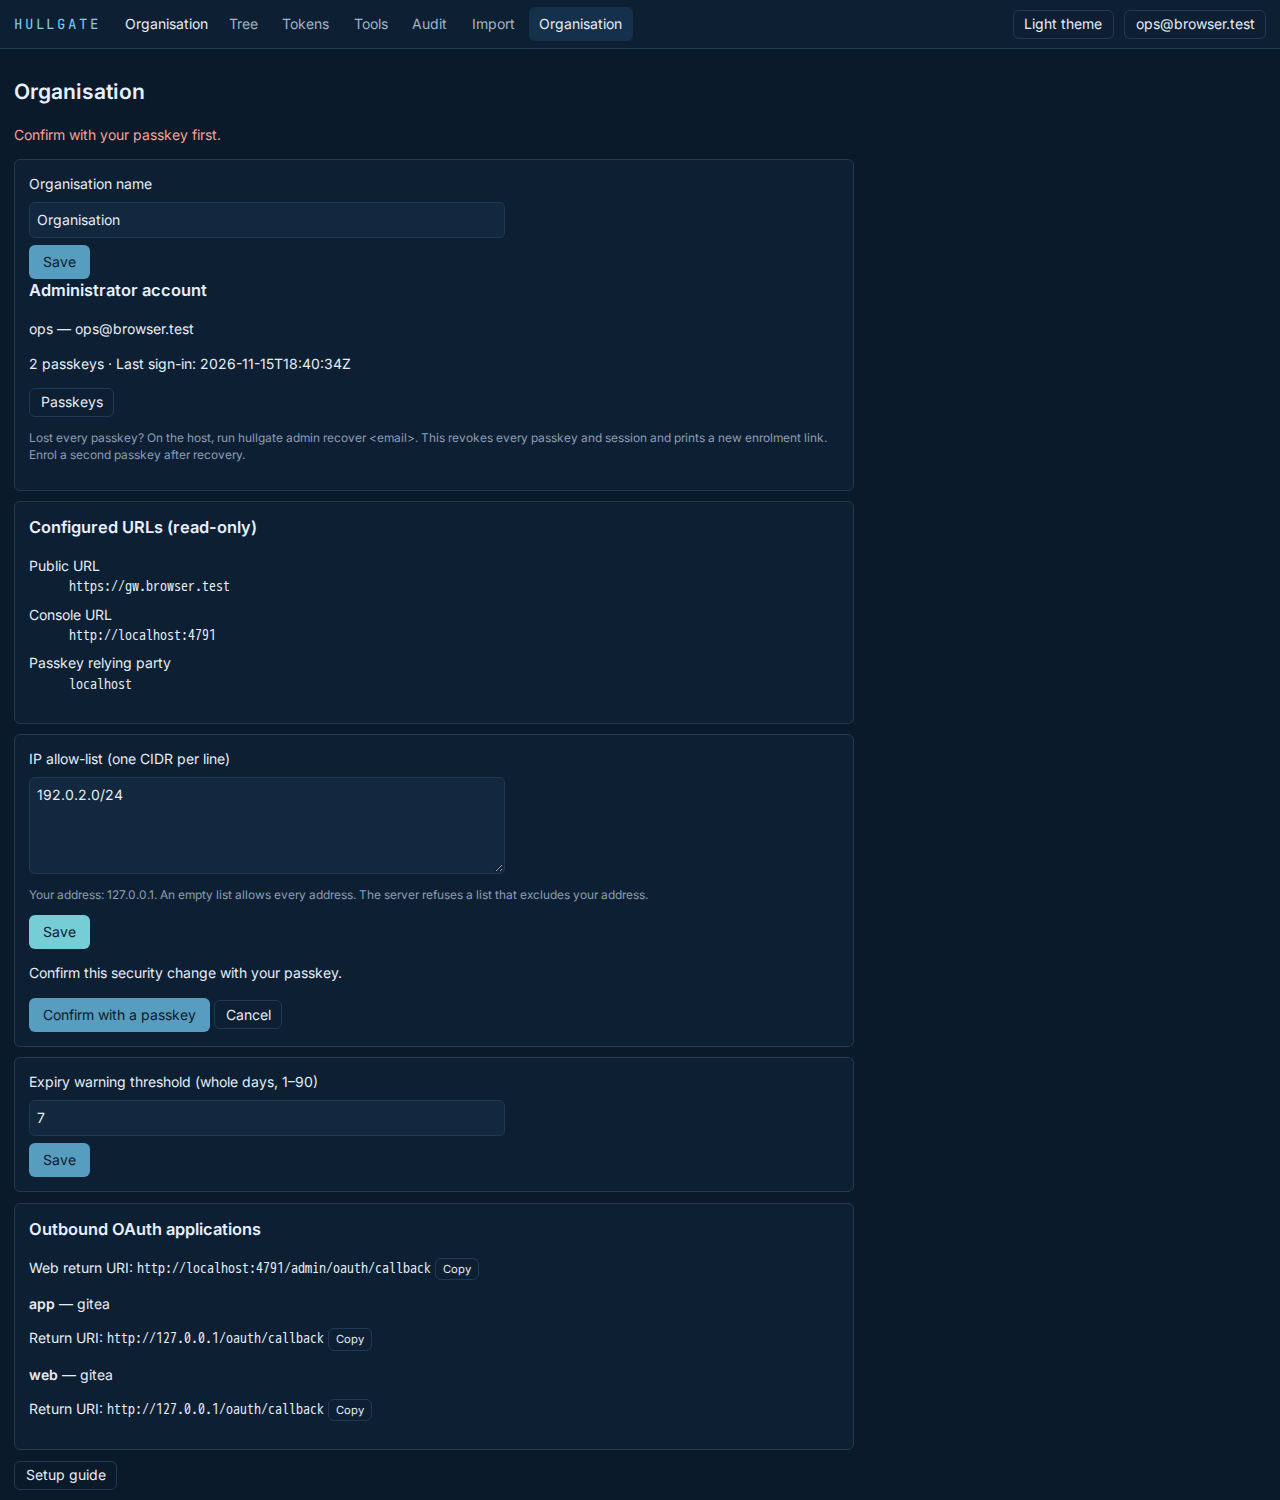 HULLGATE Organisation Tree Tokens Tools Audit Import Organisation Light theme ops@browser.test
Organisation
Confirm with your passkey first.
Organisation name
Organisation
Save
Administrator account
ops — ops@browser.test
2 passkeys · Last sign-in: 2026-11-15T18:40:34Z
Passkeys
Lost every passkey? On the host, run hullgate admin recover <email>. This revokes every passkey and session and prints a new enrolment link.
Enrol a second passkey after recovery.
Configured URLs (read-only)
Public URL
https://gw.browser.test
Console URL
http://localhost:4791
Passkey relying party
localhost
IP allow-list (one CIDR per line)
192.0.2.0/24
Your address: 127.0.0.1. An empty list allows every address. The server refuses a list that excludes your address.
Save
Confirm this security change with your passkey.
Confirm with a passkey Cancel
Expiry warning threshold (whole days, 1–90)
7
Save
Outbound OAuth applications
Web return URI: http://localhost:4791/admin/oauth/callback Copy
app — gitea
Return URI: http://127.0.0.1/oauth/callback Copy
web — gitea
Return URI: http://127.0.0.1/oauth/callback Copy
Setup guide